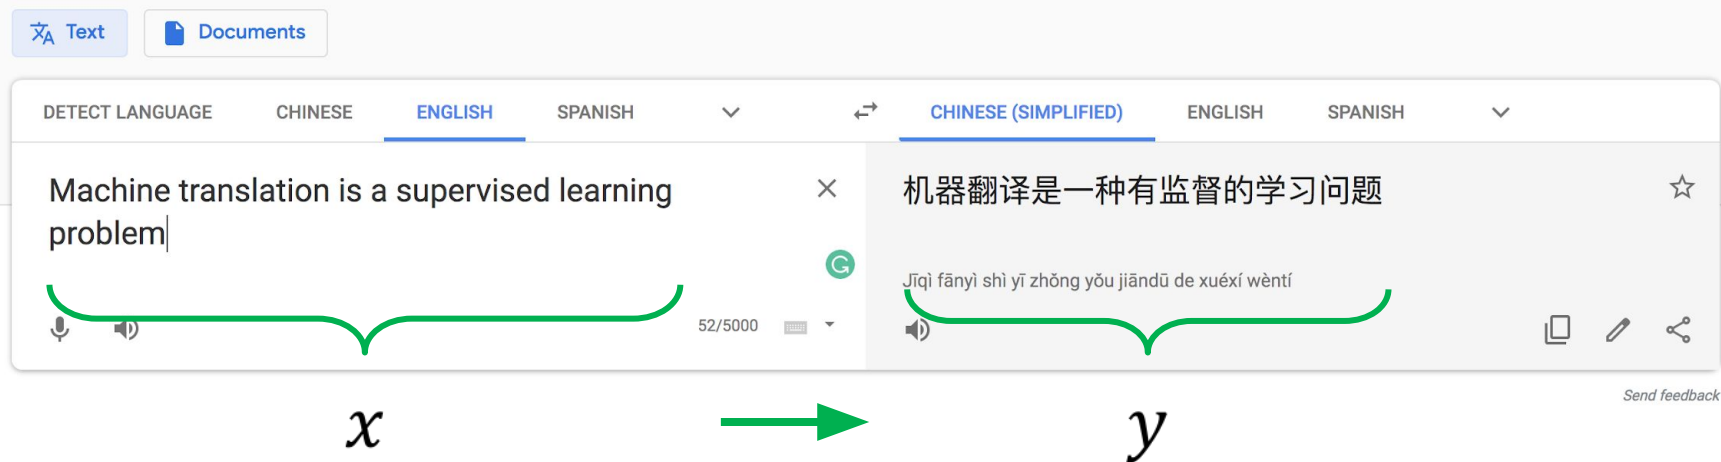 Text
Documents
DETECT LANGUAGE CHINESE ENGLISH SPANISH
CHINESE (SIMPLIFIED) ENGLISH SPANISH
Machine translation is a supervised learning
problem
机器翻译是一种有监督的学习问题
Jīqì fānyì shì yī zhǒng yǒu jiāndū de xuéxí wèntí
52/5000
Send feedback
x
y